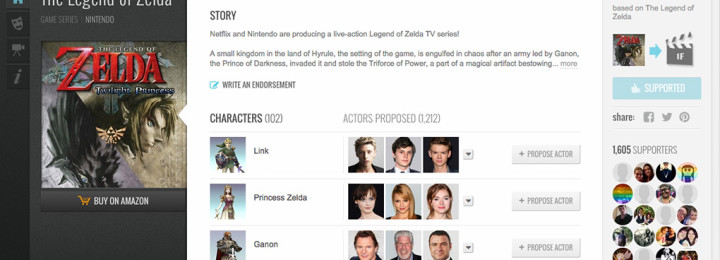 The Legend of Zelda
GAME SERIES
NINTENDO
THE LEGEND OF
ZELDA
Twilight Princess
BUY ON AMAZON
STORY
Netflix and Nintendo are producing a live-action Legend of Zelda TV series!
A small kingdom in the land of Hyrule, the setting of the game, is engulfed in chaos after an army led by Ganon,
the Prince of Darkness, invaded it and stole the Triforce of Power, a part of a magical artifact bestowing... more
WRITE AN ENDORSEMENT
CHARACTERS (102)
ACTORS PROPOSED (1,212)
Link
+ PROPOSE ACTOR
Princess Zelda
+ PROPOSE ACTOR
Ganon
+ PROPOSE ACTOR
based on The Legend of
Zelda
IF
SUPPORTED
share:
1,605 SUPPORTERS